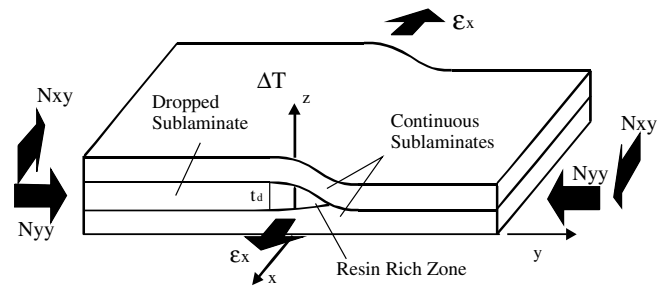 εx
ΔT
Nxy
z
Dropped
Sublaminate
Continuous
Sublaminates
Nxy
Nyy
td
Nyy
εx
y
Resin Rich Zone
x